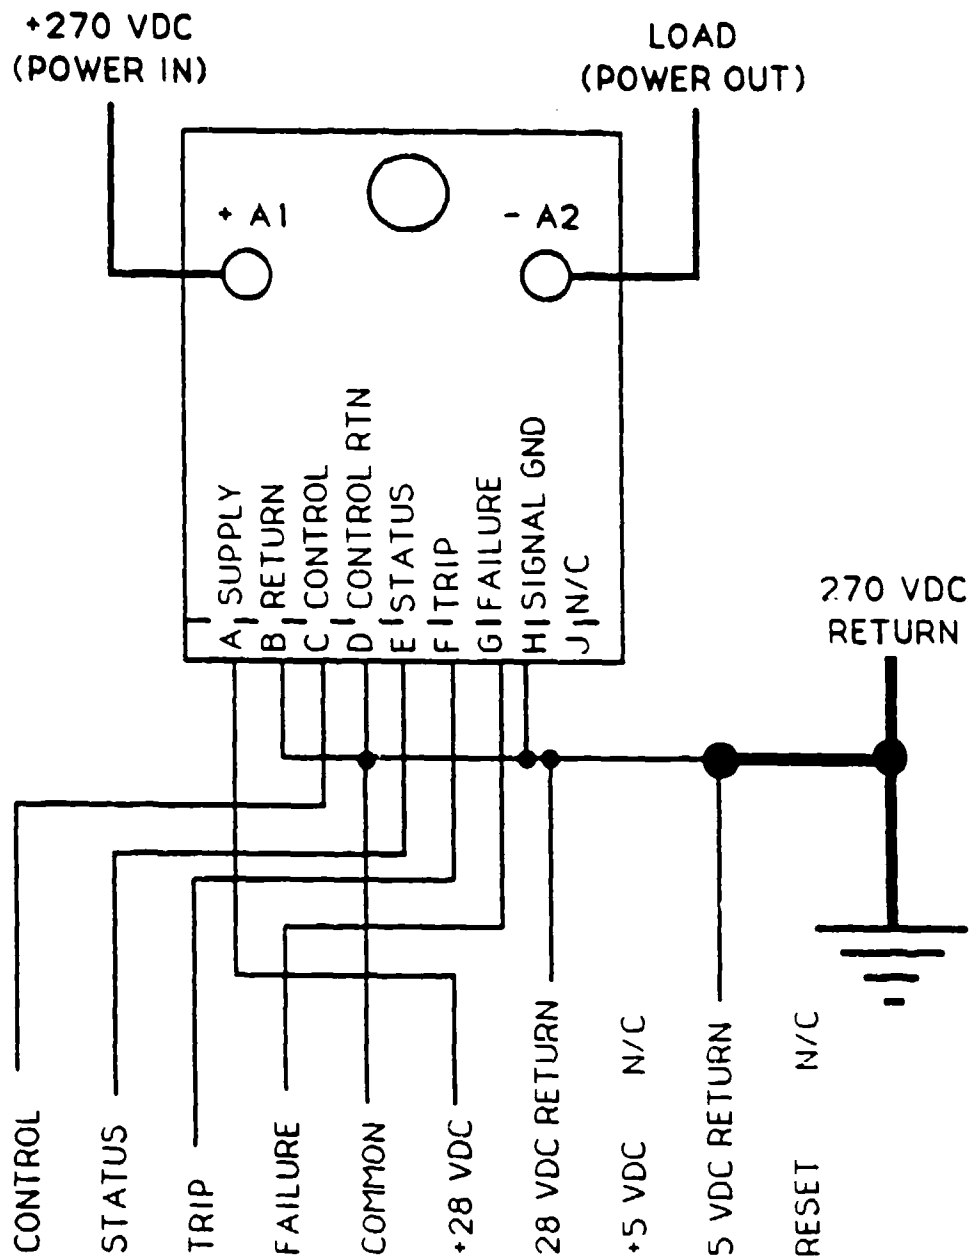 +270 VDC
(POWER IN)
LOAD
(POWER OUT)
+ A1
- A2
A SUPPLY
B RETURN
C CONTROL
D CONTROL RTN
E STATUS
F TRIP
G FAILURE
H SIGNAL GND
J N/C
270 VDC
RETURN
CONTROL
STATUS
TRIP
FAILURE
COMMON
+28 VDC
28 VDC RETURN
+5 VDC N/C
5 VDC RETURN
RESET N/C